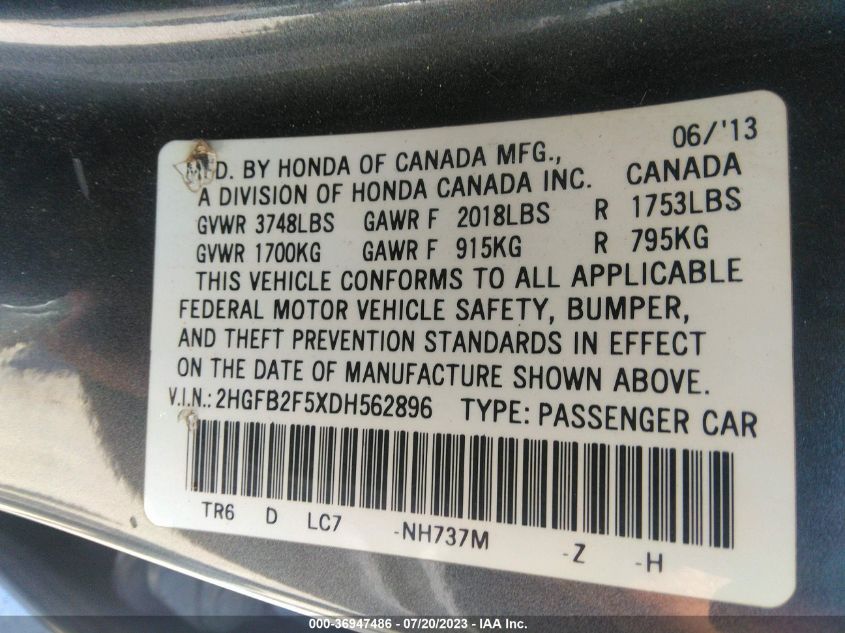 06/'13
MFD. BY HONDA OF CANADA MFG.,
A DIVISION OF HONDA CANADA INC. CANADA
GVWR 3748LBS GAWR F 2018LBS R 1753LBS
GVWR 1700KG GAWR F 915KG R 795KG
THIS VEHICLE CONFORMS TO ALL APPLICABLE
FEDERAL MOTOR VEHICLE SAFETY, BUMPER,
AND THEFT PREVENTION STANDARDS IN EFFECT
ON THE DATE OF MANUFACTURE SHOWN ABOVE.
V.I.N.: 2HGFB2F5XDH562896 TYPE: PASSENGER CAR
TR6 D LC7 -NH737M -Z -H
000-36947486 / 07/20/2023 - IAA Inc.